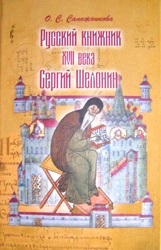 О. С. Сапожникова
Русский книжник
XVII века
Сергий Шелонин